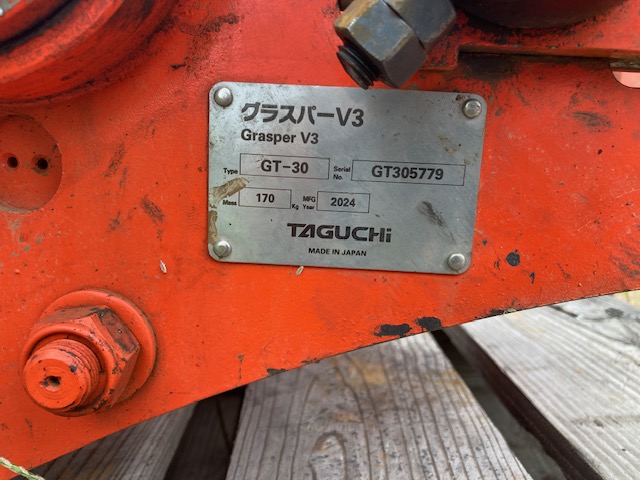 グラスパーV3
Grasper V3
Type GT-30 Serial No. GT305779
Mass 170 Kg MFG Year 2024
TAGUCHI
MADE IN JAPAN